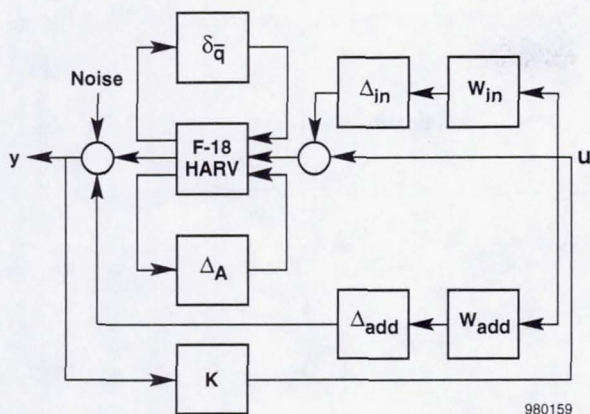 δq̅
Noise
Δin
Win
y
F-18
HARV
u
ΔA
Δadd
Wadd
K
980159